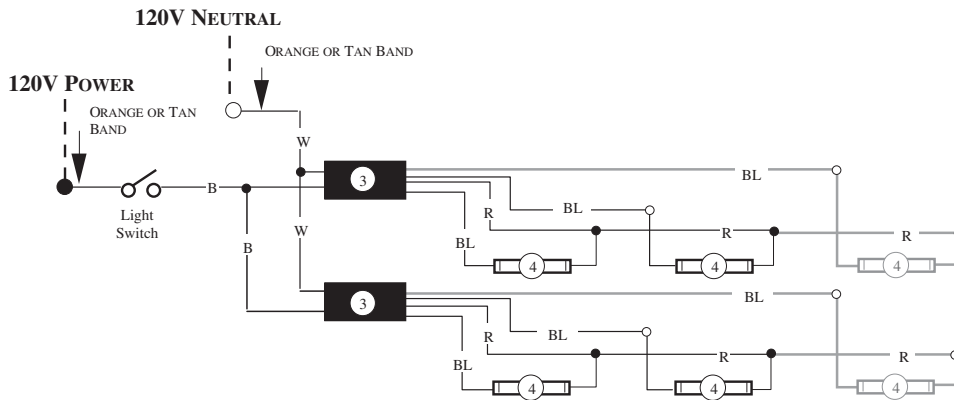 120V NEUTRAL
ORANGE OR TAN BAND
120V POWER
ORANGE OR TAN
BAND
W
3
BL
B
Light
Switch
R
BL
R
R
B
W
BL
4
4
4
3
BL
R
BL
R
R
BL
4
4
4